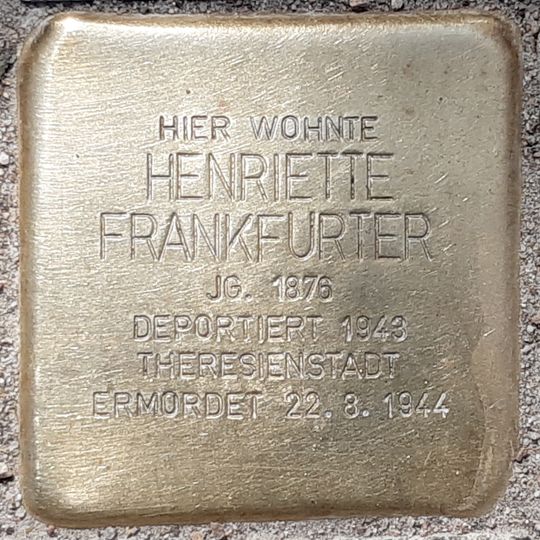 HIER WOHNTE
HENRIETTE
FRANKFURTER
JG. 1876
DEPORTIERT 1943
THERESIENSTADT
ERMORDET 22. 8. 1944